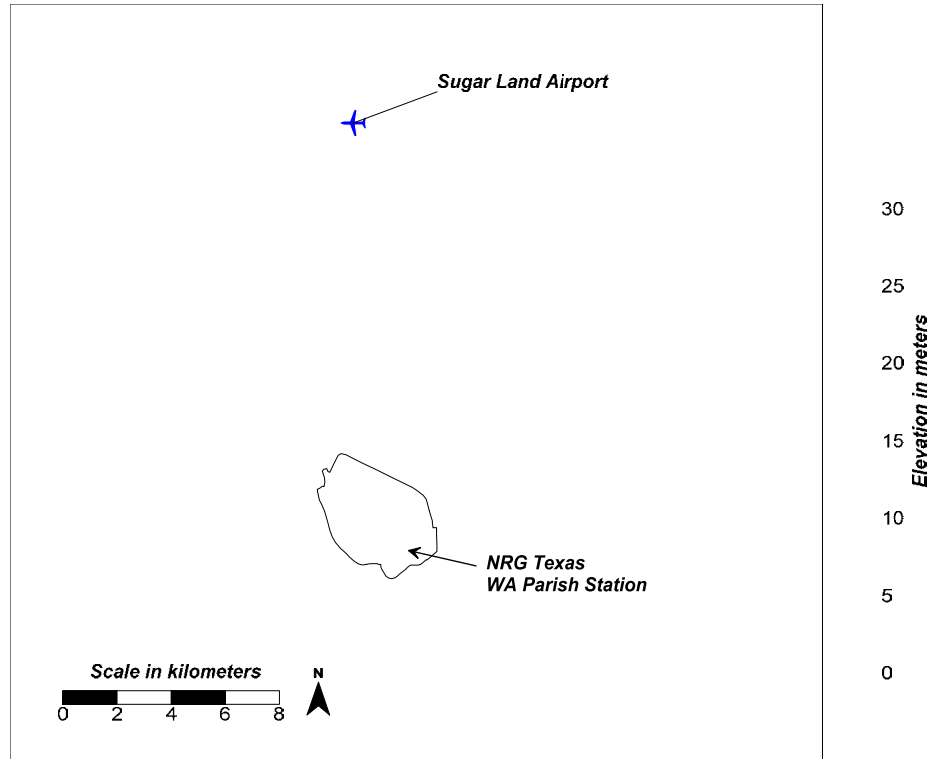 Sugar Land Airport
30
25
20
15
10
5
0
Elevation in meters
NRG Texas
WA Parish Station
Scale in kilometers
N
0 2 4 6 8